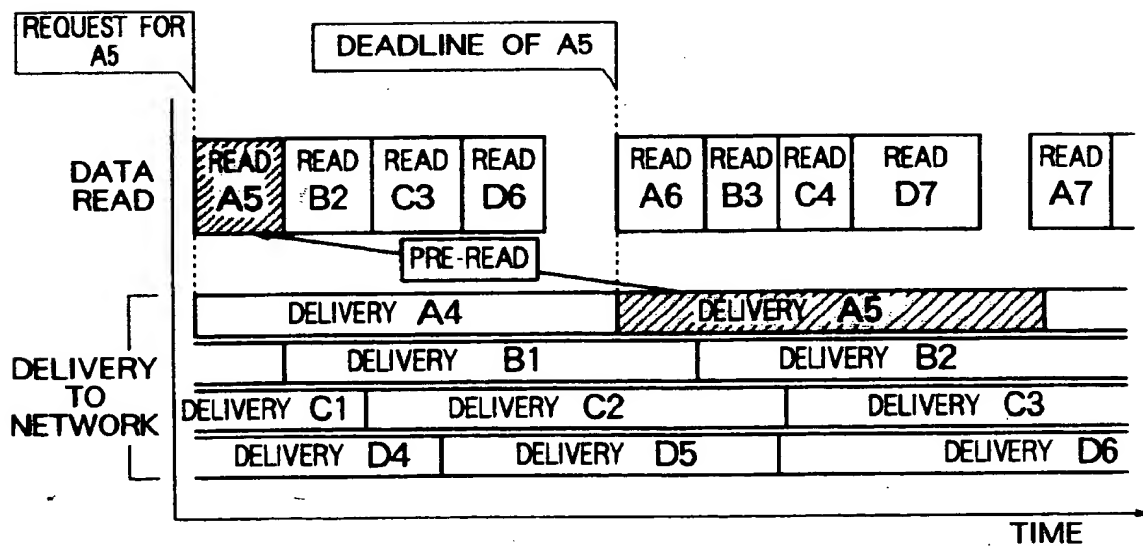 REQUEST FOR
A5
DEADLINE OF A5
DATA
READ
READ
A5
READ
B2
READ
C3
READ
D6
READ
A6
READ
B3
READ
C4
READ
D7
READ
A7
PRE-READ
DELIVERY
TO
NETWORK
DELIVERY A4
DELIVERY A5
DELIVERY B1
DELIVERY B2
DELIVERY C1
DELIVERY C2
DELIVERY C3
DELIVERY D4
DELIVERY D5
DELIVERY D6
TIME